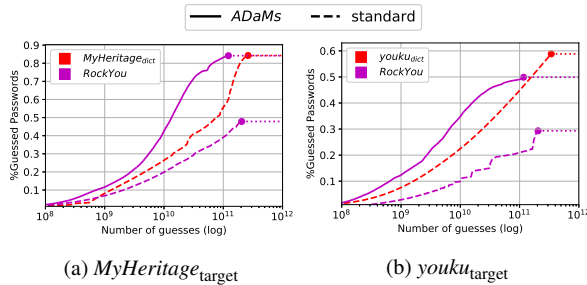 ADaMs standard
%Guessed Passwords
0.9
0.8
0.7
0.6
0.5
0.4
0.3
0.2
0.1
MyHeritage_dict
RockYou
10^8 10^9 10^10 10^11 10^12
Number of guesses (log)
(a) MyHeritage_target
%Guessed Passwords
0.6
0.5
0.4
0.3
0.2
0.1
youku_dict
RockYou
10^8 10^9 10^10 10^11 10^12
Number of guesses (log)
(b) youku_target